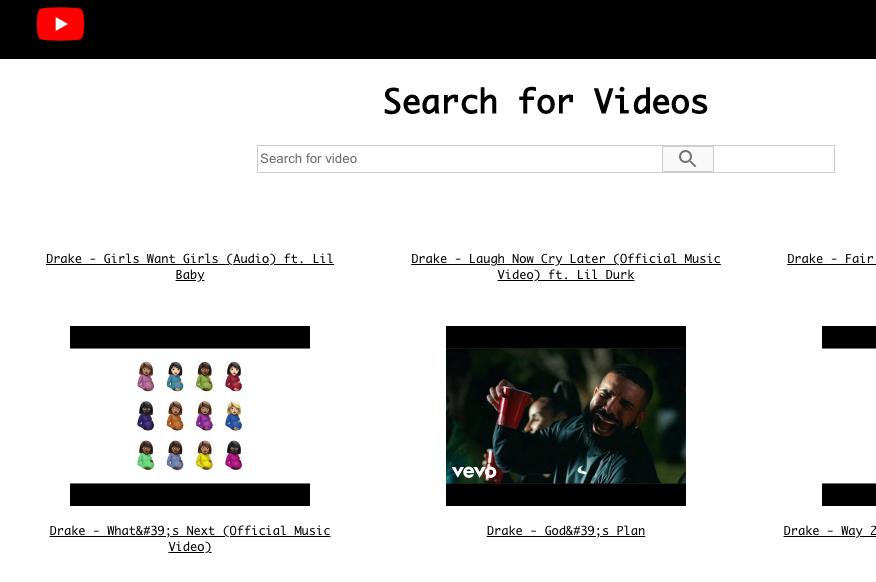 Search for Videos
Search for video
Drake - Girls Want Girls (Audio) ft. Lil
Baby
Drake - Laugh Now Cry Later (Official Music
Video) ft. Lil Durk
Drake - Fair
vevo
Drake - What&#39;s Next (Official Music
Video)
Drake - God&#39;s Plan
Drake - Way